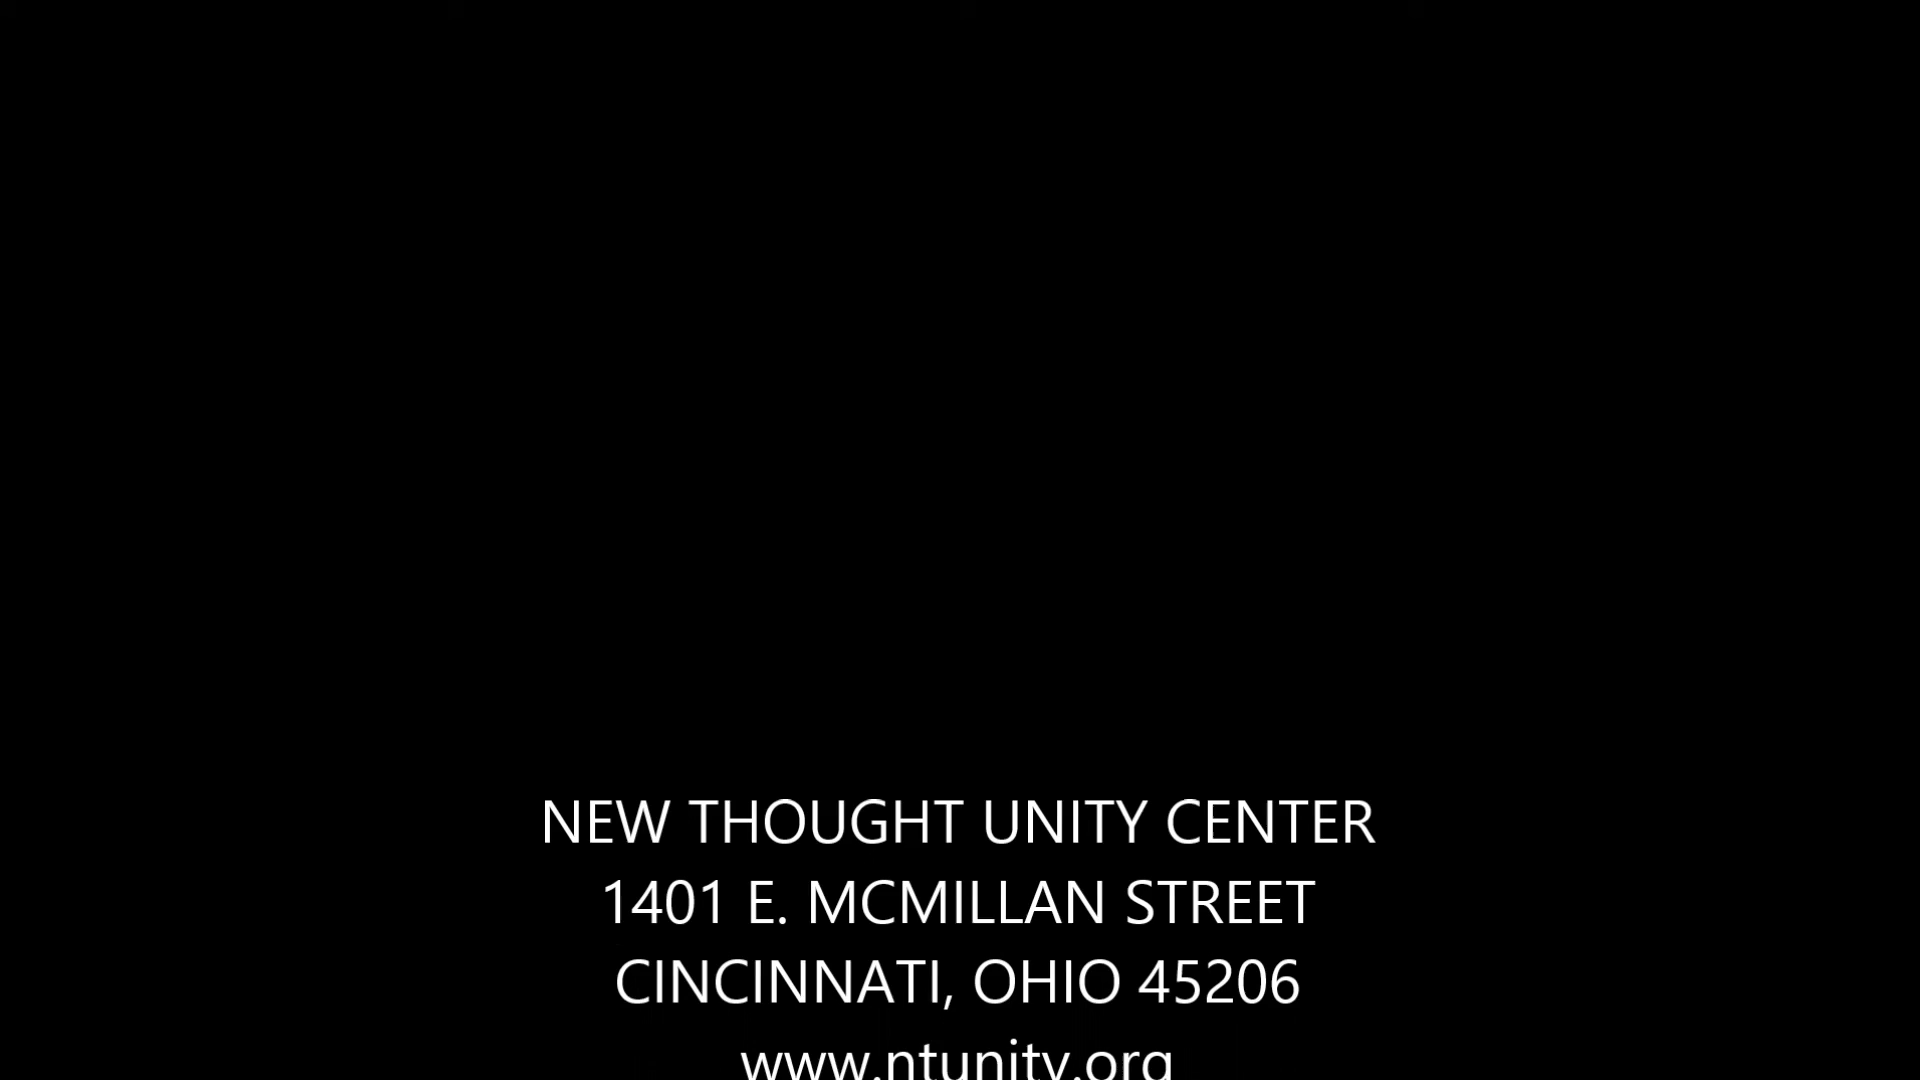 NEW THOUGHT UNITY CENTER
1401 E. MCMILLAN STREET
CINCINNATI, OHIO 45206
www.ntunity.org